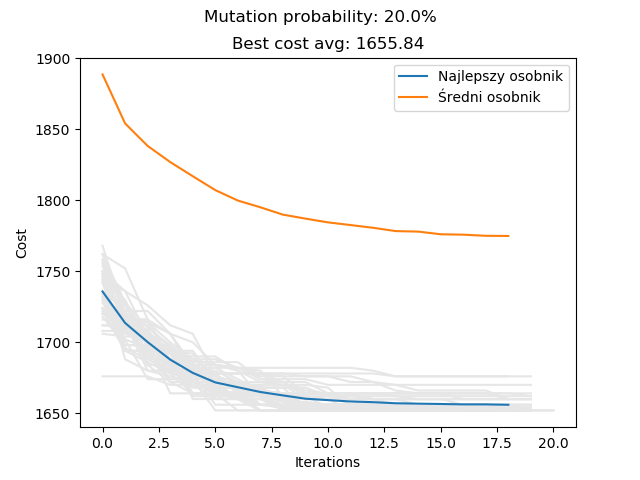 Mutation probability: 20.0%
Best cost avg: 1655.84
Najlepszy osobnik
Średni osobnik
Cost
1900
1850
1800
1750
1700
1650
0.0 2.5 5.0 7.5 10.0 12.5 15.0 17.5 20.0
Iterations